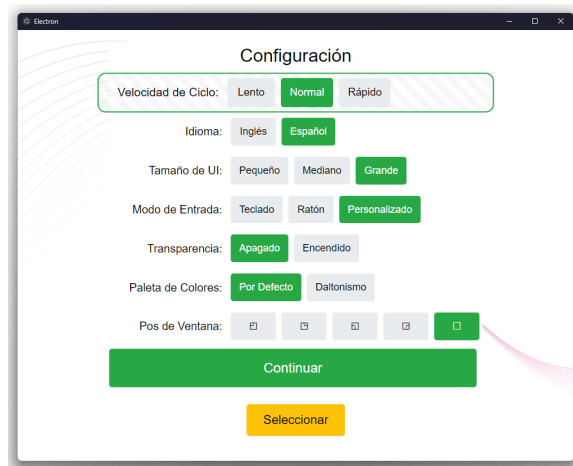 Electron
Configuración
Velocidad de Ciclo: Lento Normal Rápido
Idioma: Inglés Español
Tamaño de UI: Pequeño Mediano Grande
Modo de Entrada: Teclado Ratón Personalizado
Transparencia: Apagado Encendido
Paleta de Colores: Por Defecto Daltonismo
Pos de Ventana:
Continuar
Seleccionar